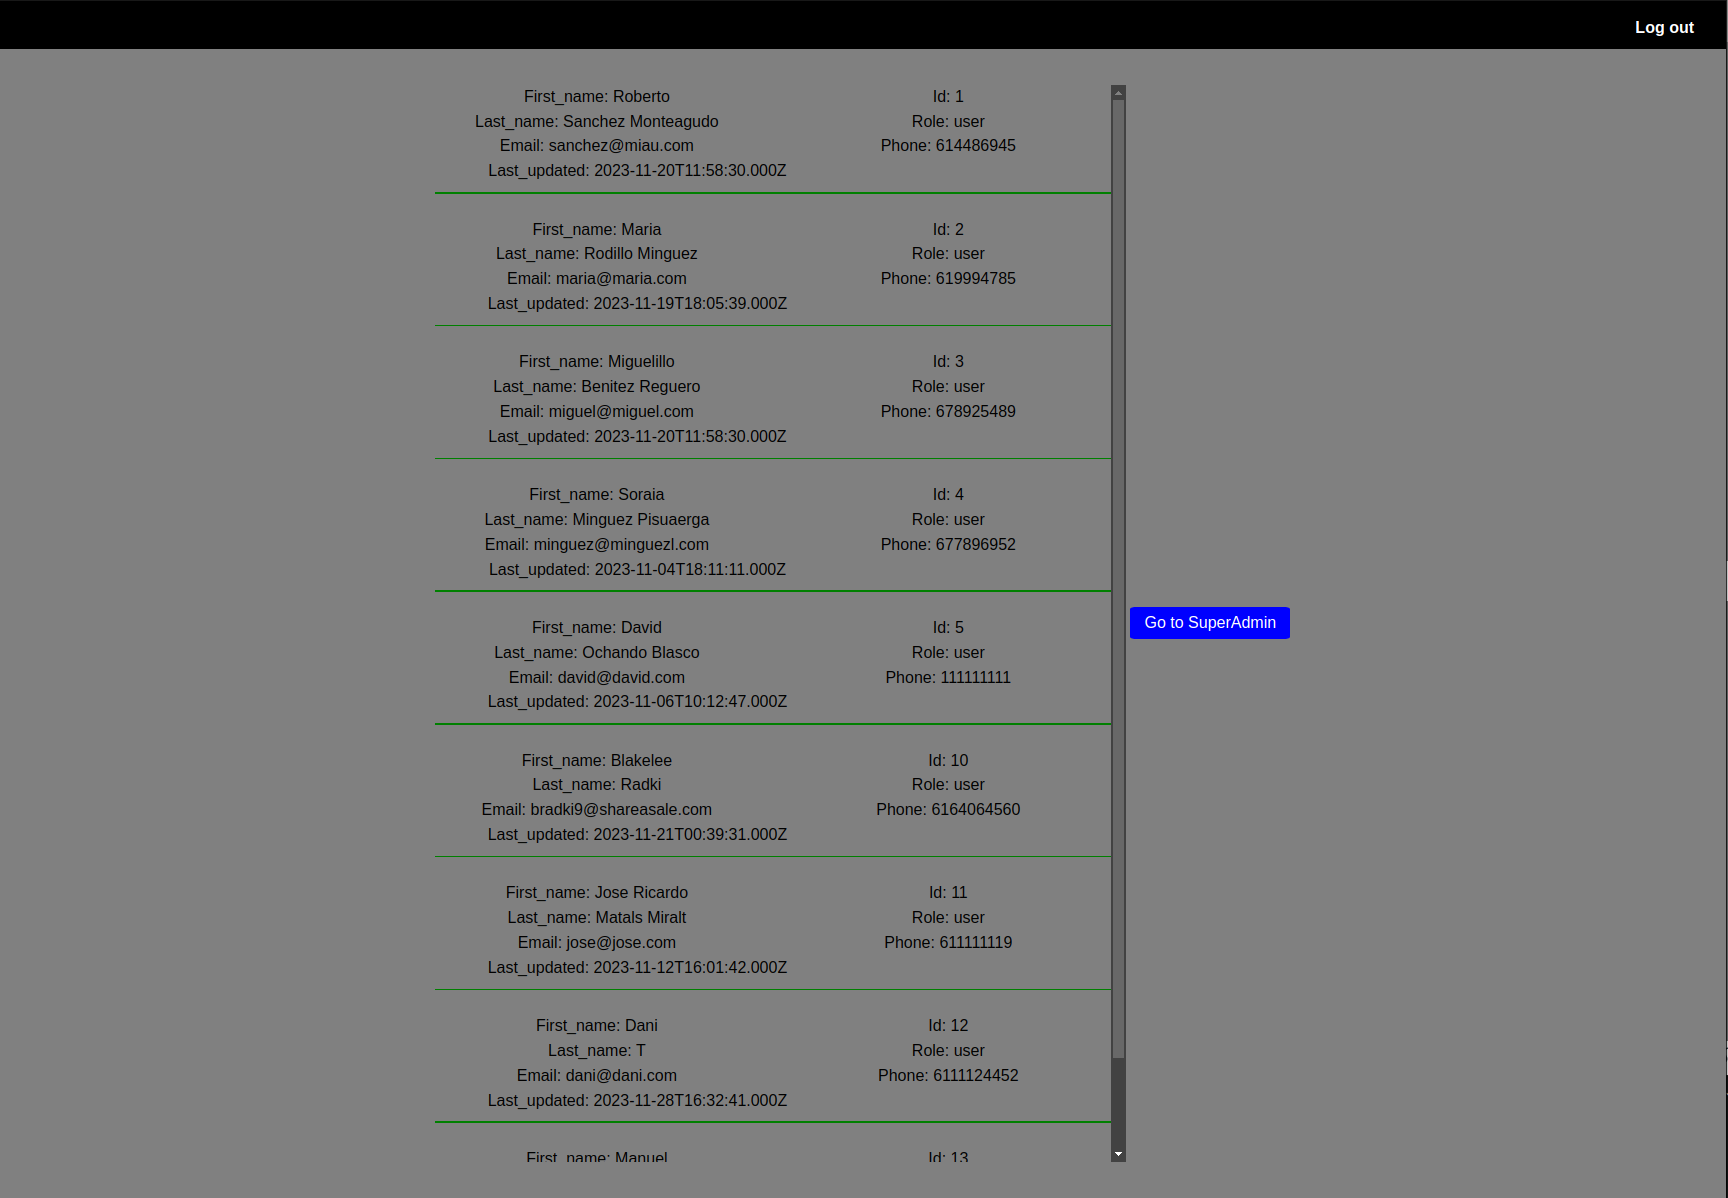 Log out
First_name: Roberto
Id: 1
Last_name: Sanchez Monteagudo
Role: user
Email: sanchez@miau.com
Phone: 614486945
Last_updated: 2023-11-20T11:58:30.000Z
First_name: Maria
Id: 2
Last_name: Rodillo Minguez
Role: user
Email: maria@maria.com
Phone: 619994785
Last_updated: 2023-11-19T18:05:39.000Z
First_name: Miguelillo
Id: 3
Last_name: Benitez Reguero
Role: user
Email: miguel@miguel.com
Phone: 678925489
Last_updated: 2023-11-20T11:58:30.000Z
First_name: Soraia
Id: 4
Last_name: Minguez Pisuaerga
Role: user
Email: minguez@minguezl.com
Phone: 677896952
Last_updated: 2023-11-04T18:11:11.000Z
Go to SuperAdmin
First_name: David
Id: 5
Last_name: Ochando Blasco
Role: user
Email: david@david.com
Phone: 111111111
Last_updated: 2023-11-06T10:12:47.000Z
First_name: Blakelee
Id: 10
Last_name: Radki
Role: user
Email: bradki9@shareasale.com
Phone: 6164064560
Last_updated: 2023-11-21T00:39:31.000Z
First_name: Jose Ricardo
Id: 11
Last_name: Matals Miralt
Role: user
Email: jose@jose.com
Phone: 611111119
Last_updated: 2023-11-12T16:01:42.000Z
First_name: Dani
Id: 12
Last_name: T
Role: user
Email: dani@dani.com
Phone: 6111124452
Last_updated: 2023-11-28T16:32:41.000Z
First_name: Manuel
Id: 13